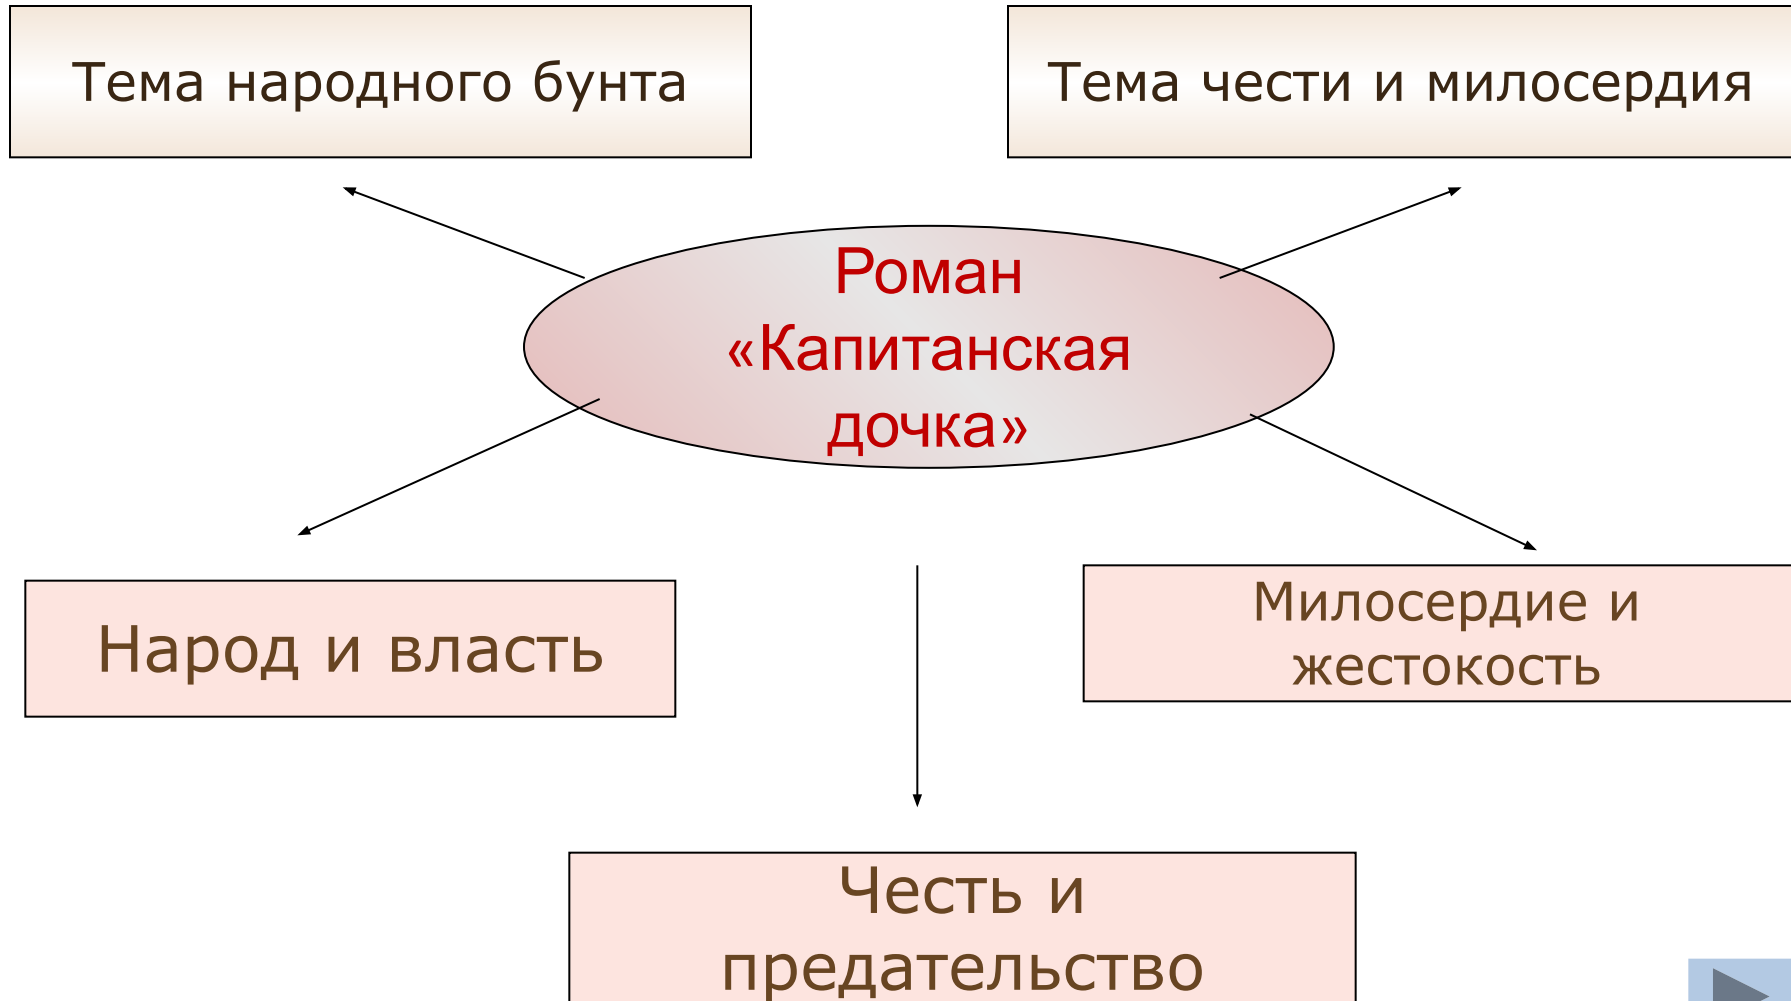 Тема народного бунта
Тема чести и милосердия
Роман
«Капитанская
дочка»
Народ и власть
Милосердие и
жестокость
Честь и
предательство